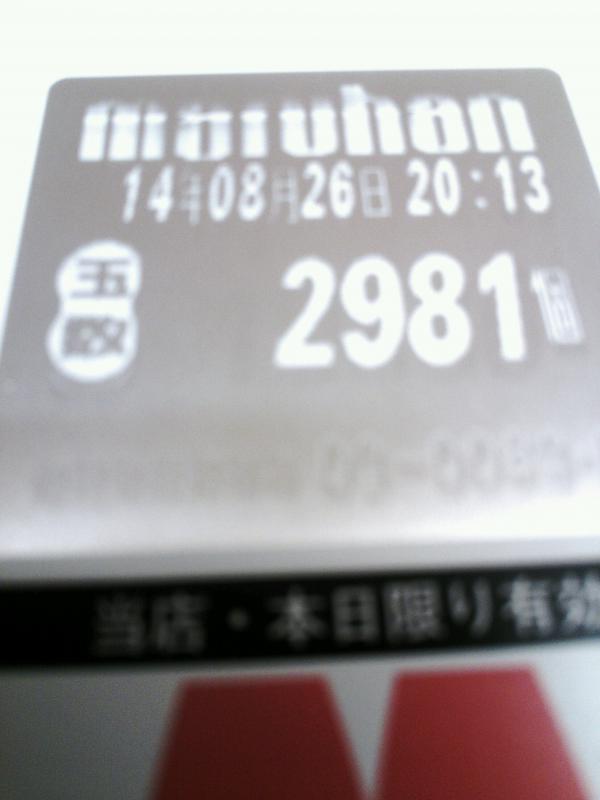 maruhan
14年08月26日 20:13
玉数 2981個
当店・本日限り有効